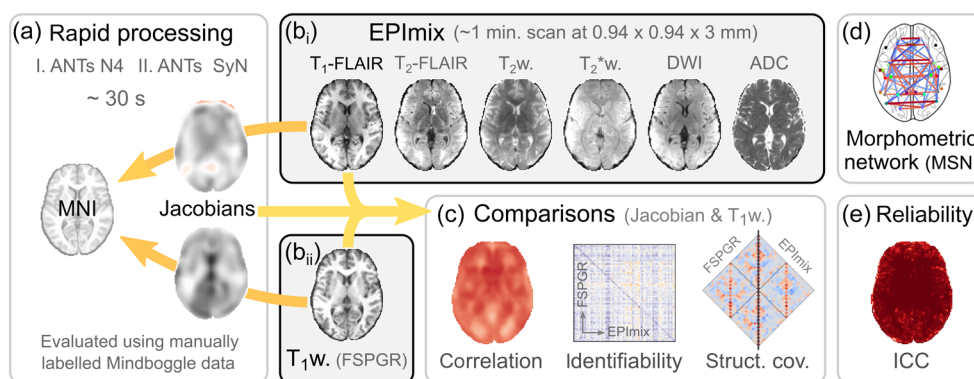 (a) Rapid processing
I. ANTs N4 II. ANTs SyN
~ 30 s
MNI
Jacobians
Evaluated using manually
labelled Mindboggle data
(bi) EPImix (~1 min. scan at 0.94 x 0.94 x 3 mm)
T1-FLAIR T2-FLAIR T2w. T2*w. DWI ADC
(bii)
T1w. (FSPGR)
(c) Comparisons (Jacobian & T1w.)
FSPGR
EPImix
FSPGR
EPImix
Correlation Identifiability Struct. cov.
(d)
Morphometric
network (MSN
(e) Reliability
ICC